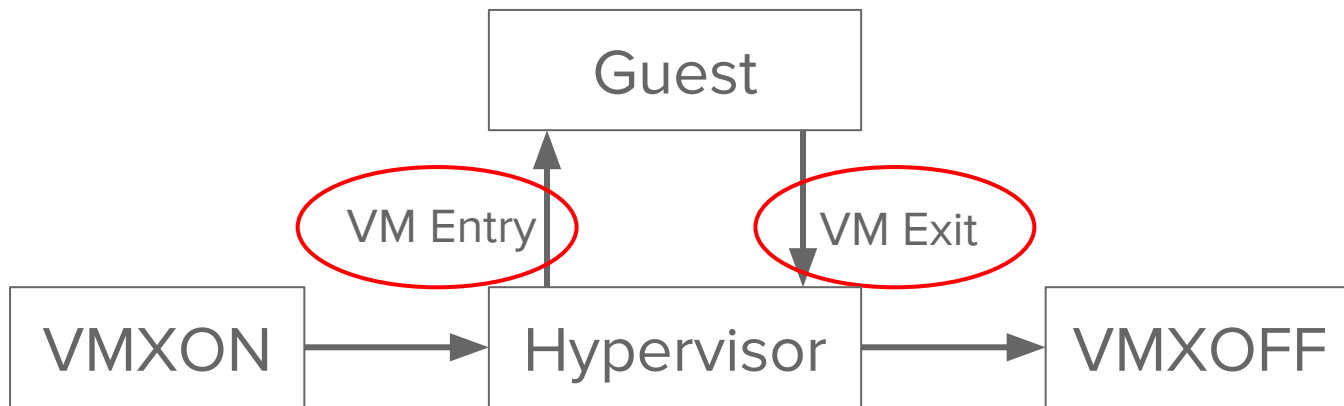 Guest
VM Entry
VM Exit
VMXON
Hypervisor
VMXOFF